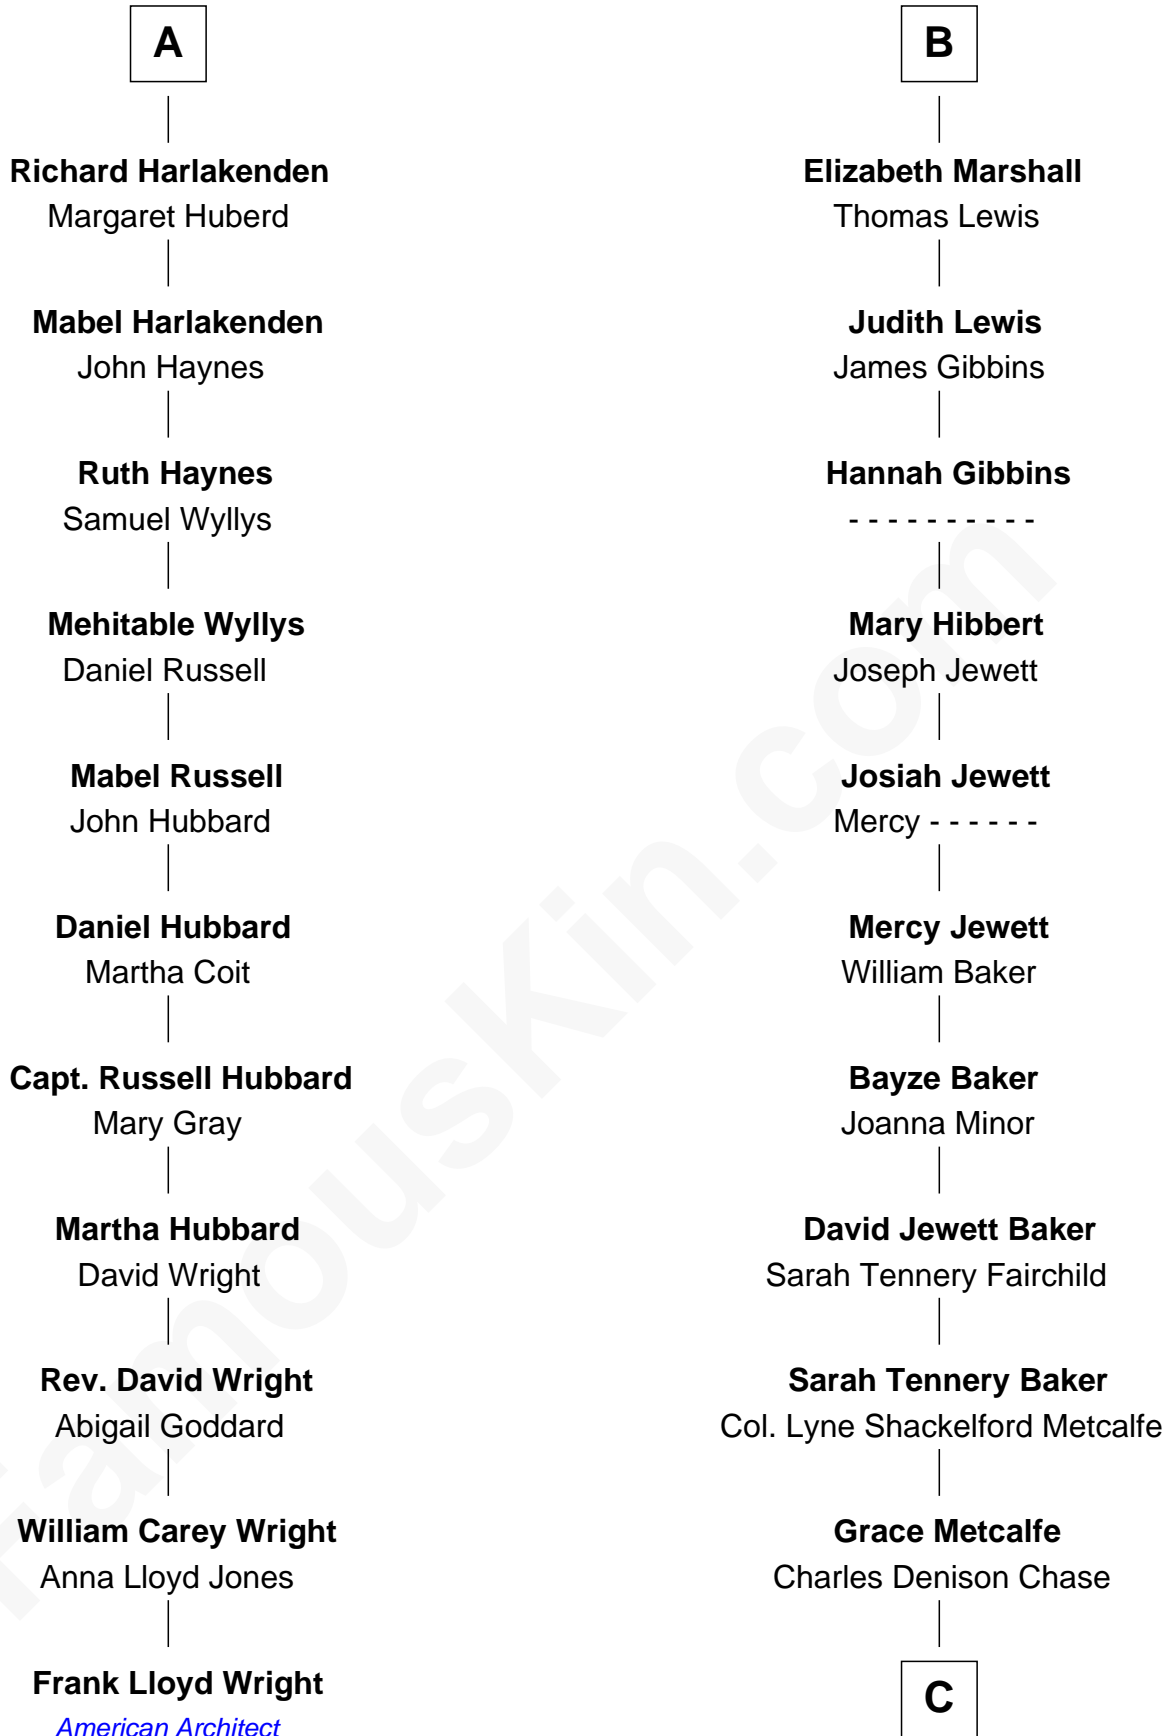 A
Richard Harlakenden
Margaret Huberd
Mabel Harlakenden
John Haynes
Ruth Haynes
Samuel Wyllys
Mehitable Wyllys
Daniel Russell
Mabel Russell
John Hubbard
Daniel Hubbard
Martha Coit
Capt. Russell Hubbard
Mary Gray
Martha Hubbard
David Wright
Rev. David Wright
Abigail Goddard
William Carey Wright
Anna Lloyd Jones
Frank Lloyd Wright
American Architect
B
Elizabeth Marshall
Thomas Lewis
Judith Lewis
James Gibbins
Hannah Gibbins
- - - - - - - - - -
Mary Hibbert
Joseph Jewett
Josiah Jewett
Mercy - - - - - -
Mercy Jewett
William Baker
Bayze Baker
Joanna Minor
David Jewett Baker
Sarah Tennery Fairchild
Sarah Tennery Baker
Col. Lyne Shackelford Metcalfe
Grace Metcalfe
Charles Denison Chase
C
FamousKin.com